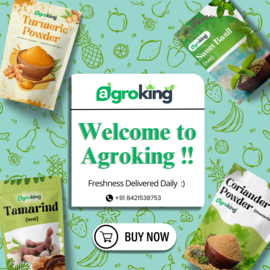 Agroking
Turmeric
Powder
Agroking
Sweet Basil
agroking
Welcome to
Agroking !!
Freshness Delivered Daily :)
+91 8421538753
Agroking
Tamarind
(Seed)
Coriander
Powder
Agroking
BUY NOW